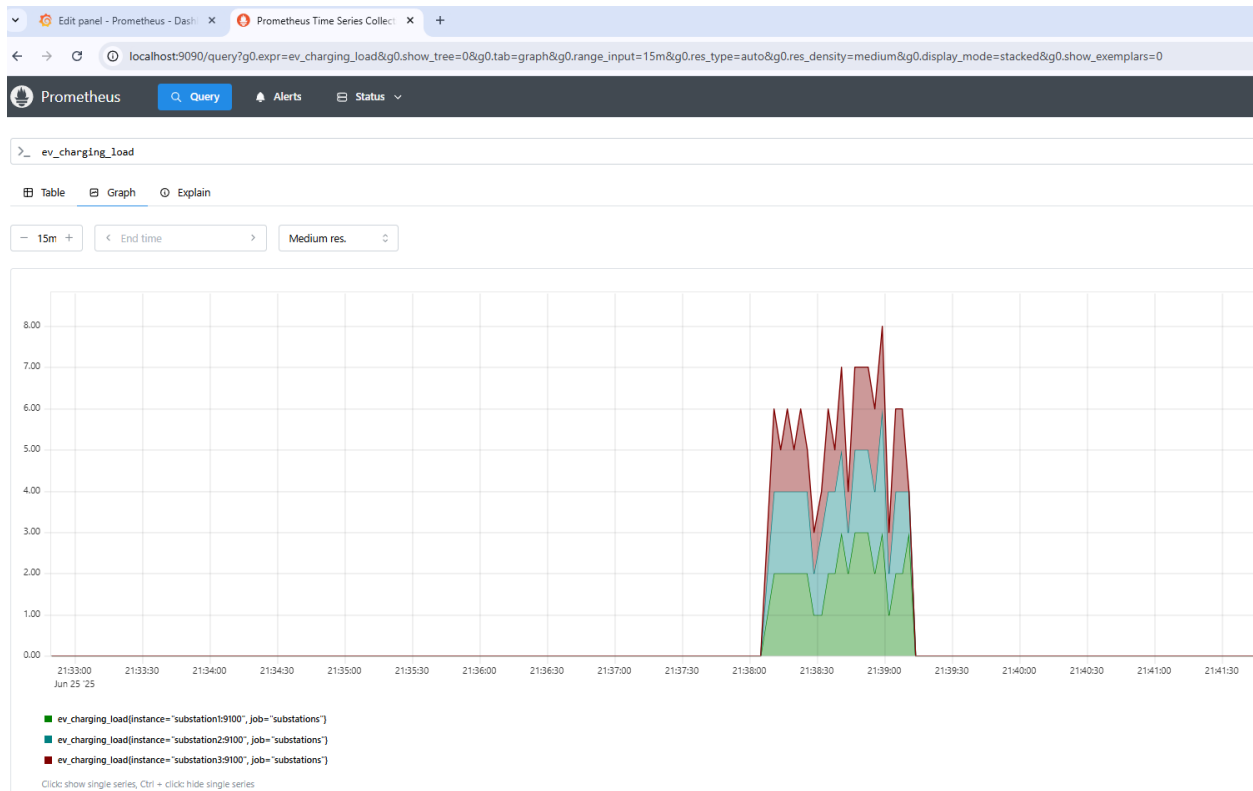 Edit panel - Prometheus - Dash
Prometheus Time Series Collect
localhost:9090/query?g0.expr=ev_charging_load&g0.show_tree=0&g0.tab=graph&g0.range_input=15m&g0.res_type=auto&g0.res_density=medium&g0.display_mode=stacked&g0.show_exemplars=0
Prometheus Query Alerts Status
>_ ev_charging_load
Table Graph Explain
− 15m + < End time > Medium res.
8.00
7.00
6.00
5.00
4.00
3.00
2.00
1.00
0.00
21:33:00 21:33:30 21:34:00 21:34:30 21:35:00 21:35:30 21:36:00 21:36:30 21:37:00 21:37:30 21:38:00 21:38:30 21:39:00 21:39:30 21:40:00 21:40:30 21:41:00 21:41:30
Jun 25 '25
ev_charging_load{instance="substation1:9100", job="substations"}
ev_charging_load{instance="substation2:9100", job="substations"}
ev_charging_load{instance="substation3:9100", job="substations"}
Click: show single series, Ctrl + click: hide single series